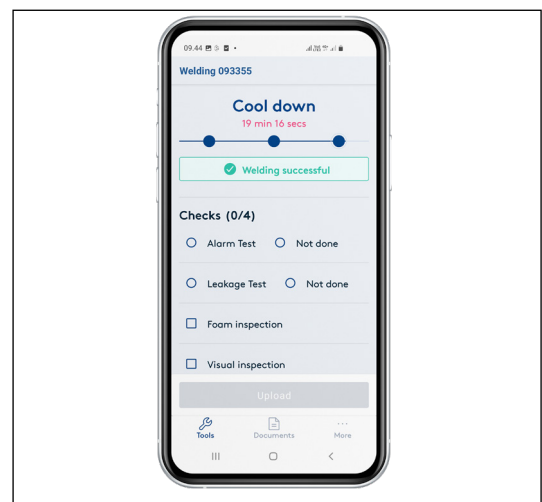 09.44
Welding 093355
Cool down
19 min 16 secs
Welding successful
Checks (0/4)
Alarm Test Not done
Leakage Test Not done
Foam inspection
Visual inspection
Upload
Tools Documents More